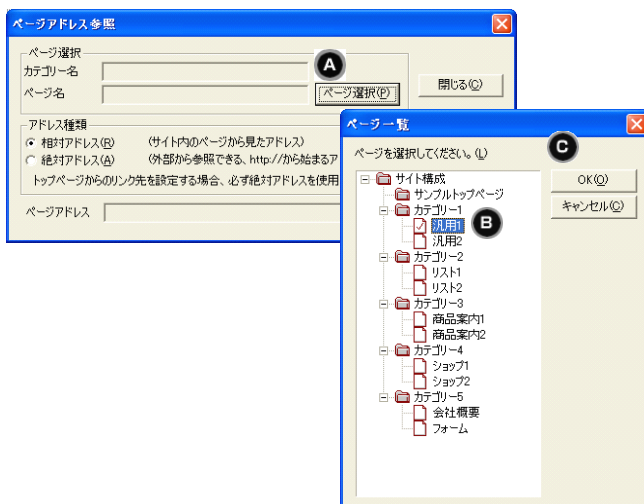 ページアドレス参照
ページ選択
カテゴリー名
ページ名
A
ページ選択(P)
閉じる(C)
アドレス種類
相対アドレス(R) (サイト内のページから見たアドレス)
絶対アドレス(A) (外部から参照できる、http://から始まるア
トップページからのリンク先を設定する場合、必ず絶対アドレスを使用
ページアドレス
ページ一覧
ページを選択してください。(L)
C
OK(O)
キャンセル(C)
サイト構成
サンプルトップページ
カテゴリー1
汎用1
B
汎用2
カテゴリー2
リスト1
リスト2
カテゴリー3
商品案内1
商品案内2
カテゴリー4
ショップ1
ショップ2
カテゴリー5
会社概要
フォーム